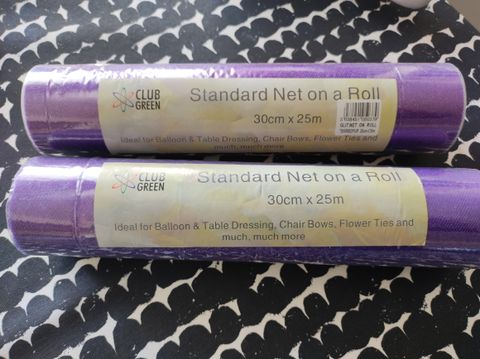 CLUB
GREEN
Standard Net on a Roll
30cm x 25m
Ideal for Balloon & Table Dressing, Chair Bows, Flower Ties and
much, much more
CLUB
GREEN
Standard Net on a Roll
30cm x 25m
Ideal for Balloon & Table Dressing, Chair Bows, Flower Ties and
much, much more